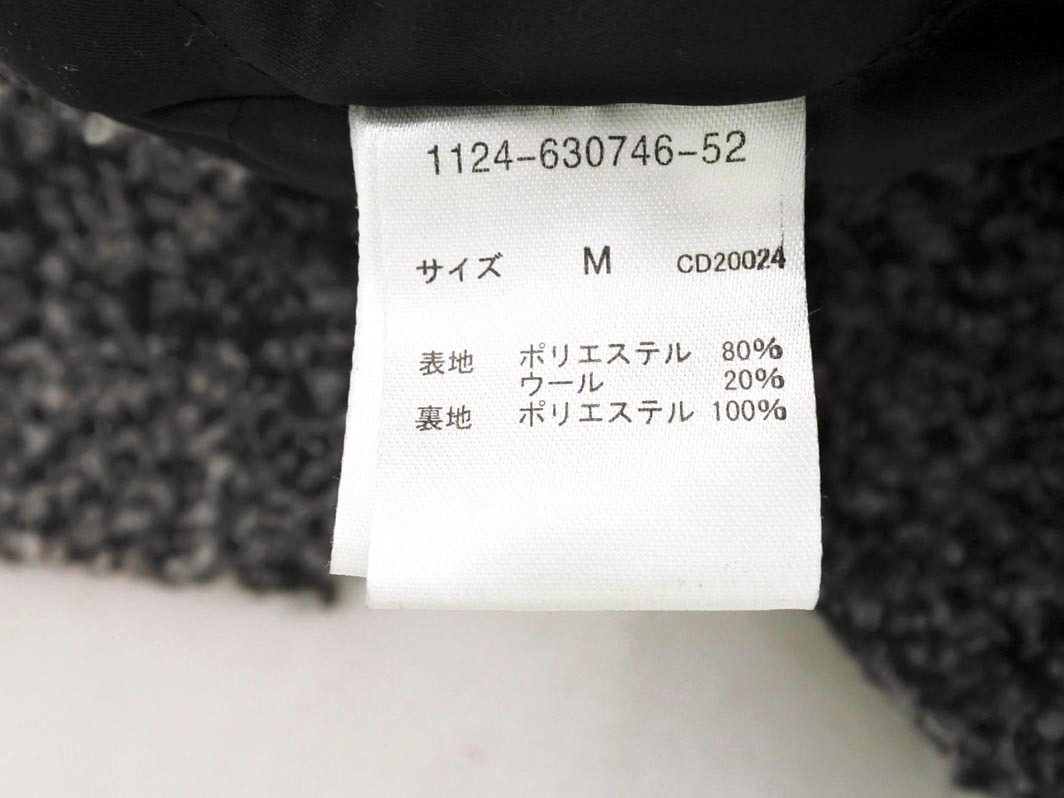 1124-630746-52
サイズ M CD20024
表地 ポリエステル 80%
ウール 20%
裏地 ポリエステル 100%